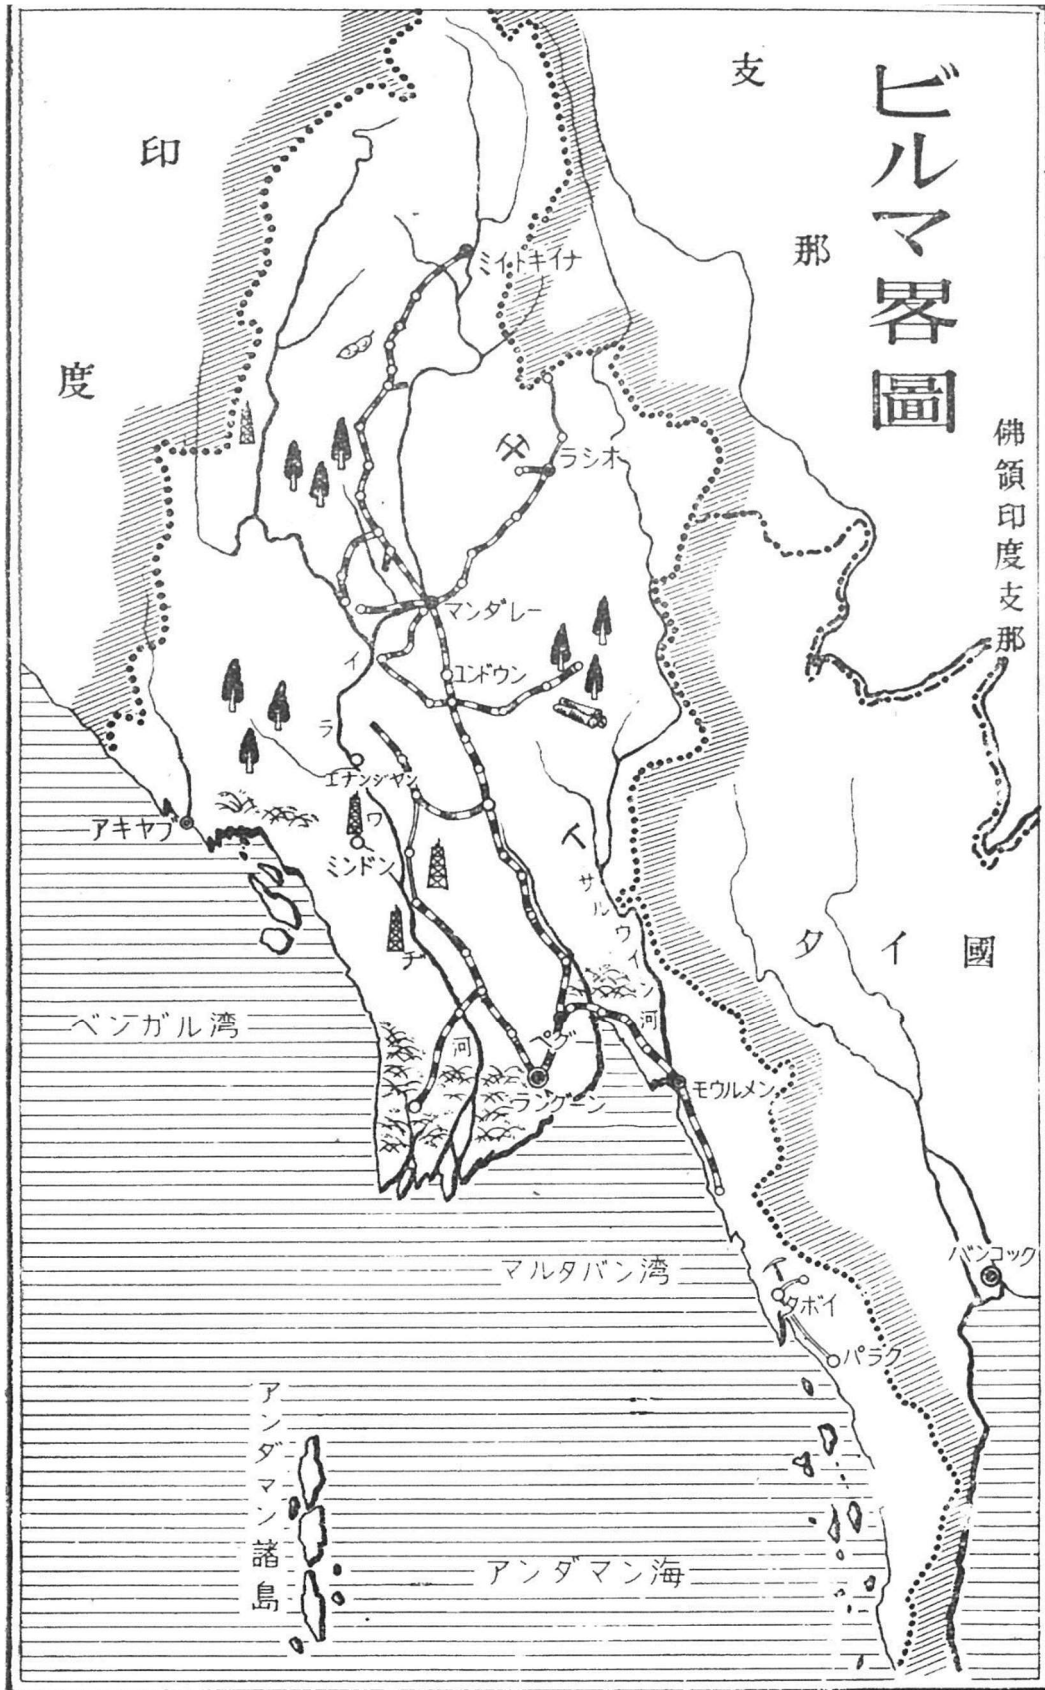 ビルマ畧圖
支那
印度
佛領印度支那
タイ國
ミイトキイナ
ラシオ
マンダレー
コンドウン
イラワヂ河
エナンジヤン
ミンドン
アキヤブ
サルウイン河
ペグー
ラングーン
モウルメン
ベンガル湾
マルタバン湾
バンコック
タボイ
パラク
アンダマン諸島
アンダマン海